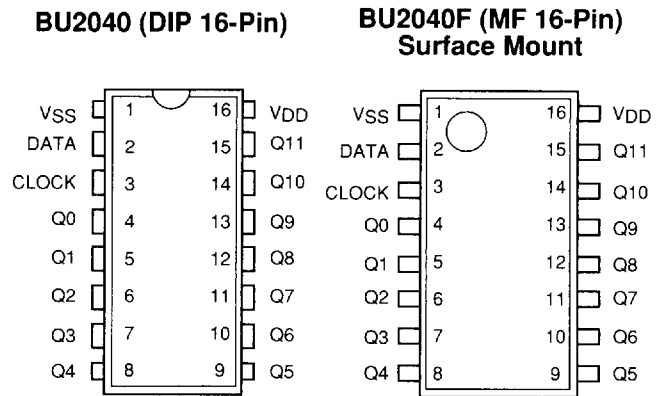 BU2040 (DIP 16-Pin)
VSS 1 16 VDD
DATA 2 15 Q11
CLOCK 3 14 Q10
Q0 4 13 Q9
Q1 5 12 Q8
Q2 6 11 Q7
Q3 7 10 Q6
Q4 8 9 Q5
BU2040F (MF 16-Pin)
Surface Mount
VSS 1 16 VDD
DATA 2 15 Q11
CLOCK 3 14 Q10
Q0 4 13 Q9
Q1 5 12 Q8
Q2 6 11 Q7
Q3 7 10 Q6
Q4 8 9 Q5